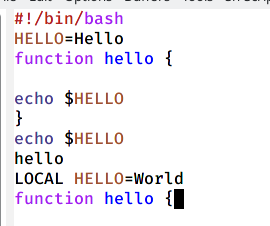 #!/bin/bash
HELLO=Hello
function hello {
echo $HELLO
}
echo $HELLO
hello
LOCAL HELLO=World
function hello {